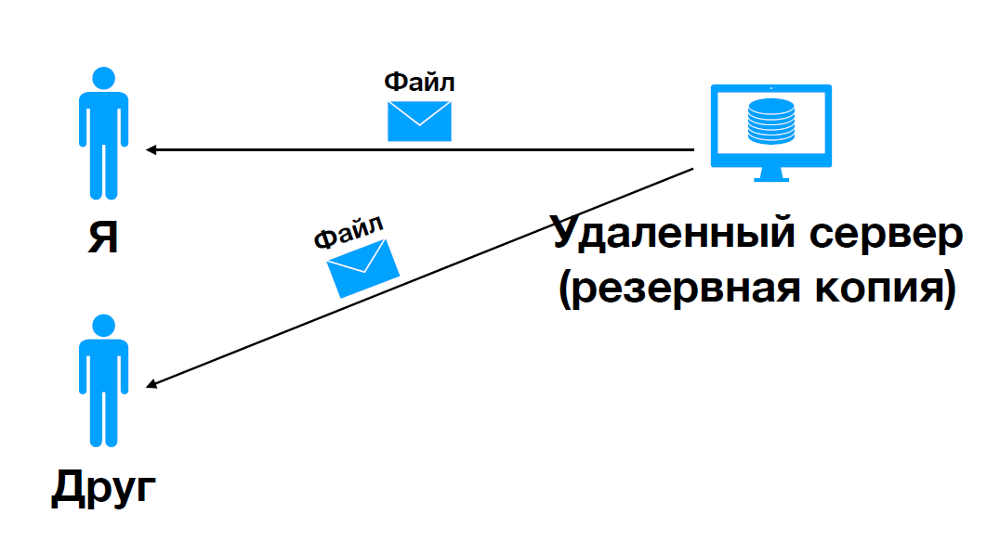 Файл
Я
Файл
Удаленный сервер
(резервная копия)
Друг